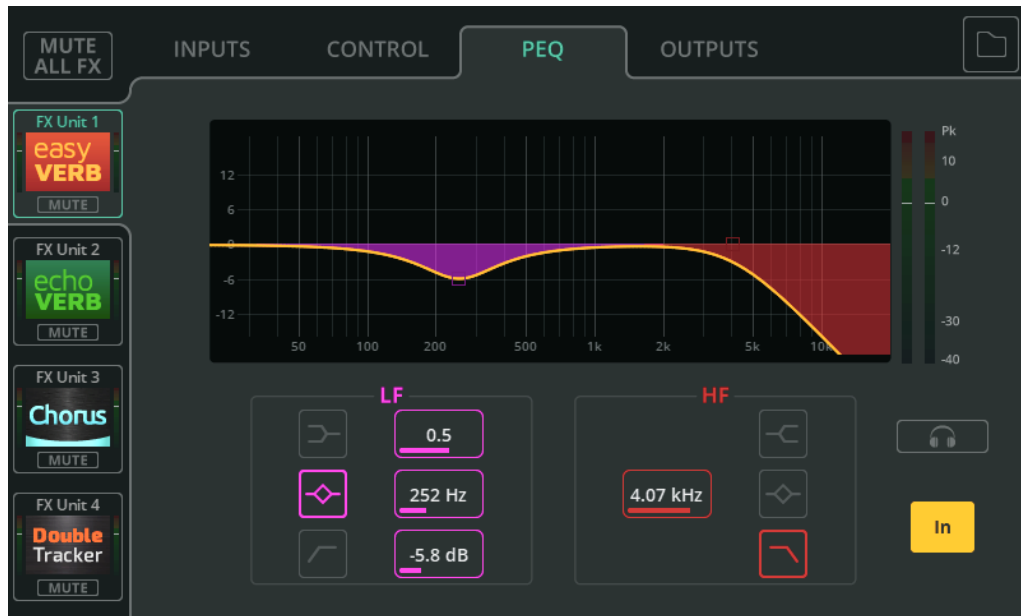 MUTE
ALL FX
INPUTS
CONTROL
PEQ
OUTPUTS
FX Unit 1
easy
VERB
MUTE
FX Unit 2
echo
VERB
MUTE
FX Unit 3
Chorus
MUTE
FX Unit 4
Double
Tracker
MUTE
12
6
0
-6
-12
50 100 200 500 1k 2k 5k 10k
Pk
10
0
-12
-30
-40
LF
0.5
252 Hz
-5.8 dB
HF
4.07 kHz
In